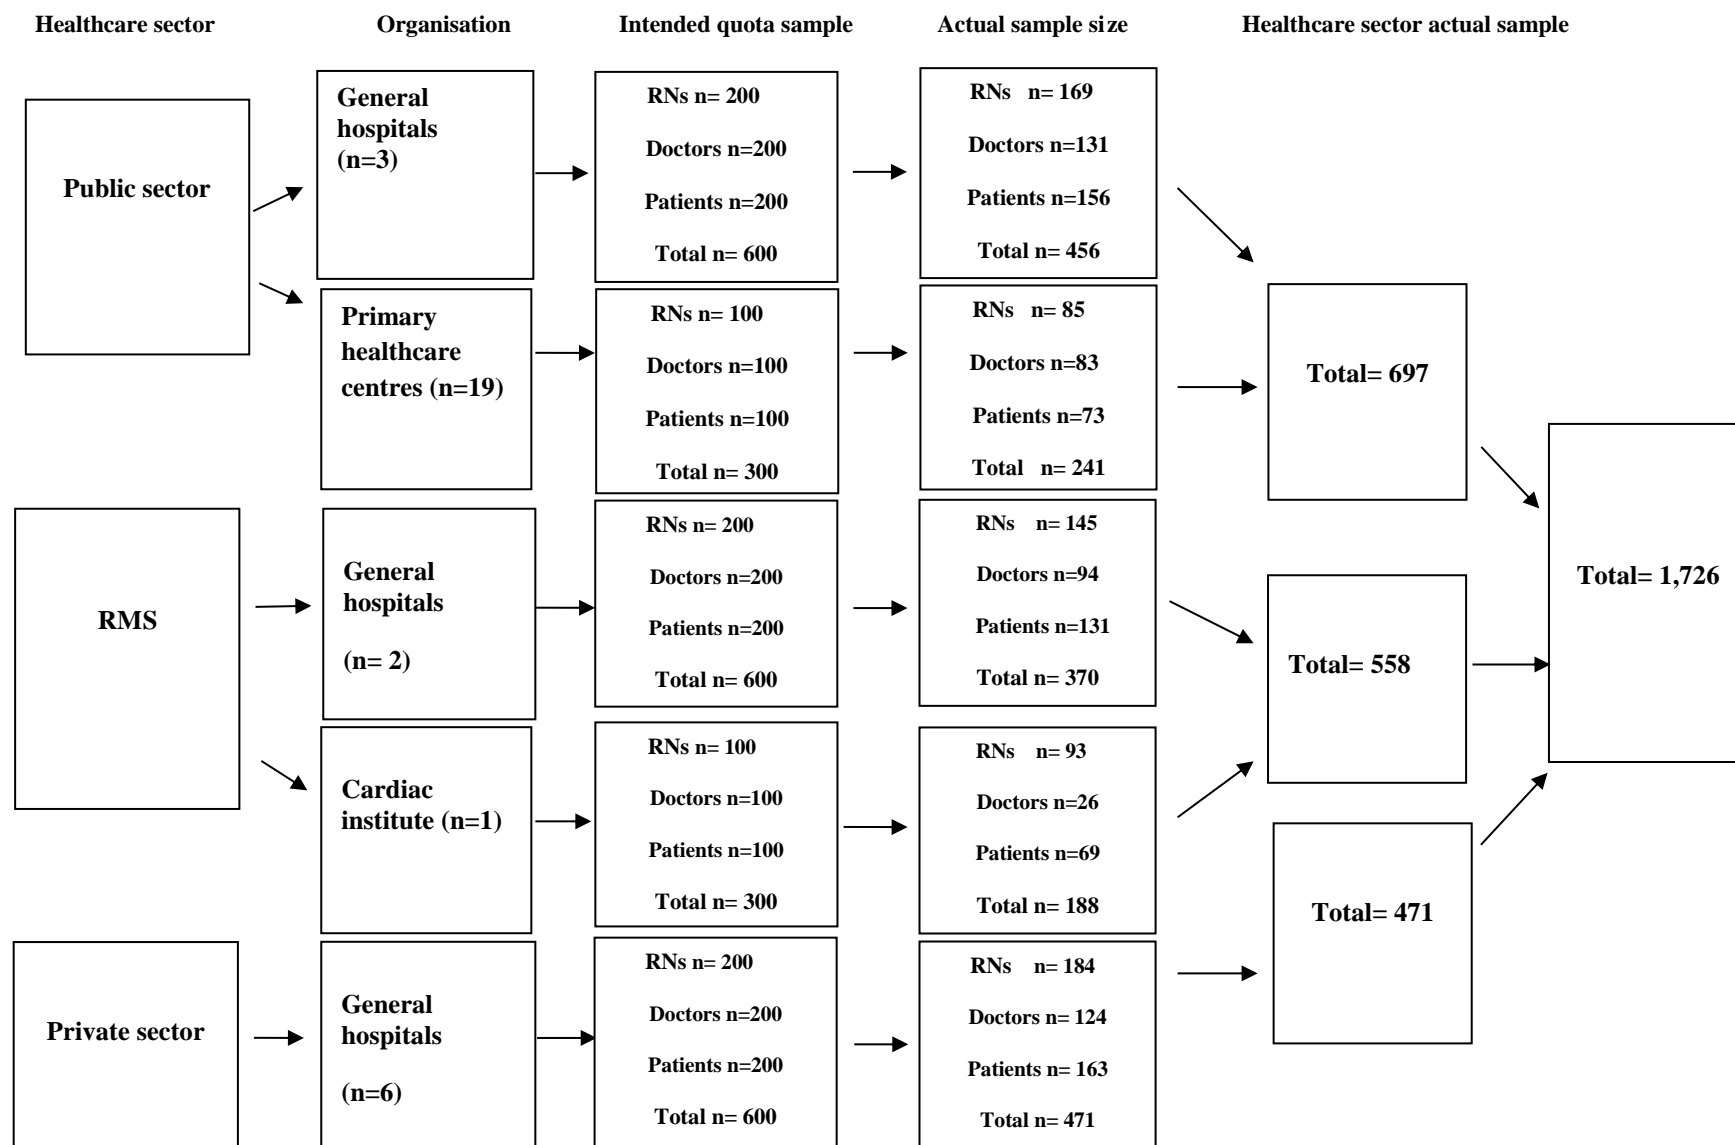 Healthcare sector
Organisation
Intended quota sample
Actual sample size
Healthcare sector actual sample
Public sector
General
hospitals
(n=3)
RNs n= 200
Doctors n=200
Patients n=200
Total n= 600
RNs n= 169
Doctors n=131
Patients n=156
Total n= 456
Primary
healthcare
centres (n=19)
RNs n= 100
Doctors n=100
Patients n=100
Total n= 300
RNs n= 85
Doctors n=83
Patients n=73
Total n= 241
Total= 697
RMS
General
hospitals
(n= 2)
RNs n= 200
Doctors n=200
Patients n=200
Total n= 600
RNs n= 145
Doctors n=94
Patients n=131
Total n= 370
Cardiac
institute (n=1)
RNs n= 100
Doctors n=100
Patients n=100
Total n= 300
RNs n= 93
Doctors n=26
Patients n=69
Total n= 188
Total= 558
Private sector
General
hospitals
(n=6)
RNs n= 200
Doctors n=200
Patients n=200
Total n= 600
RNs n= 184
Doctors n= 124
Patients n= 163
Total n= 471
Total= 471
Total= 1,726